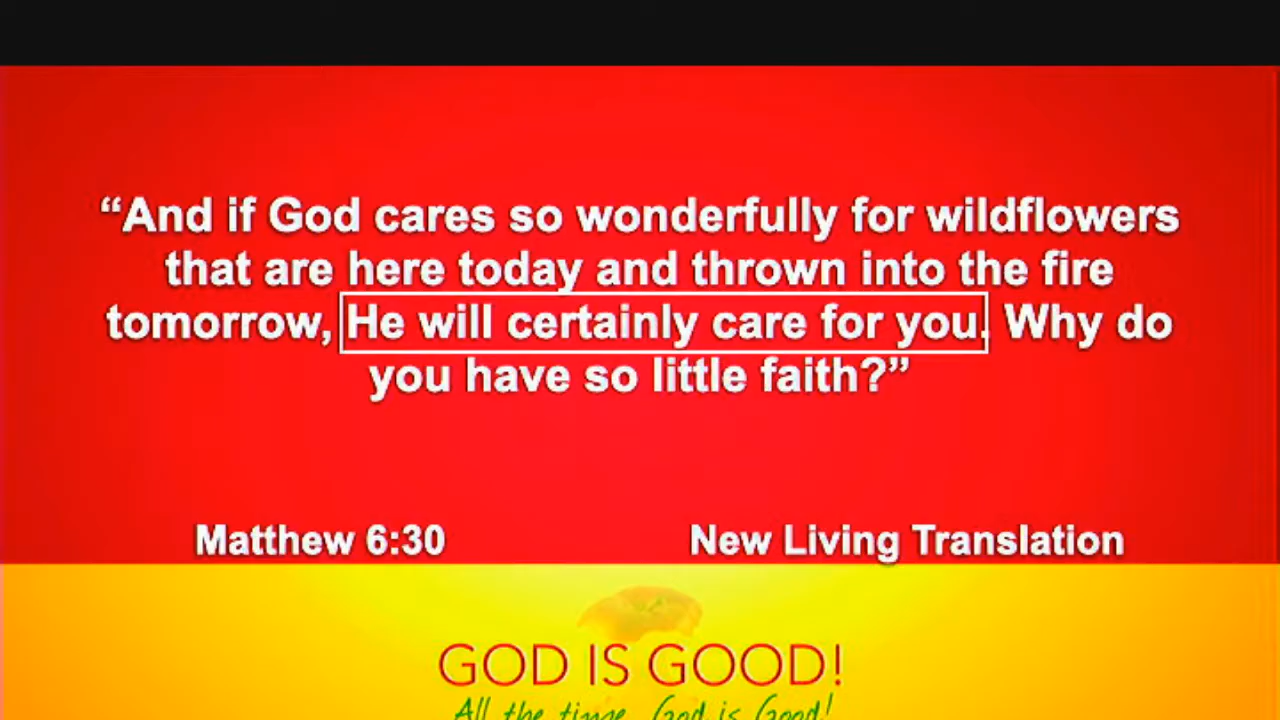 “And if God cares so wonderfully for wildflowers
that are here today and thrown into the fire
tomorrow, He will certainly care for you. Why do
you have so little faith?”
Matthew 6:30 New Living Translation
GOD IS GOOD!
All the time, God is Good!